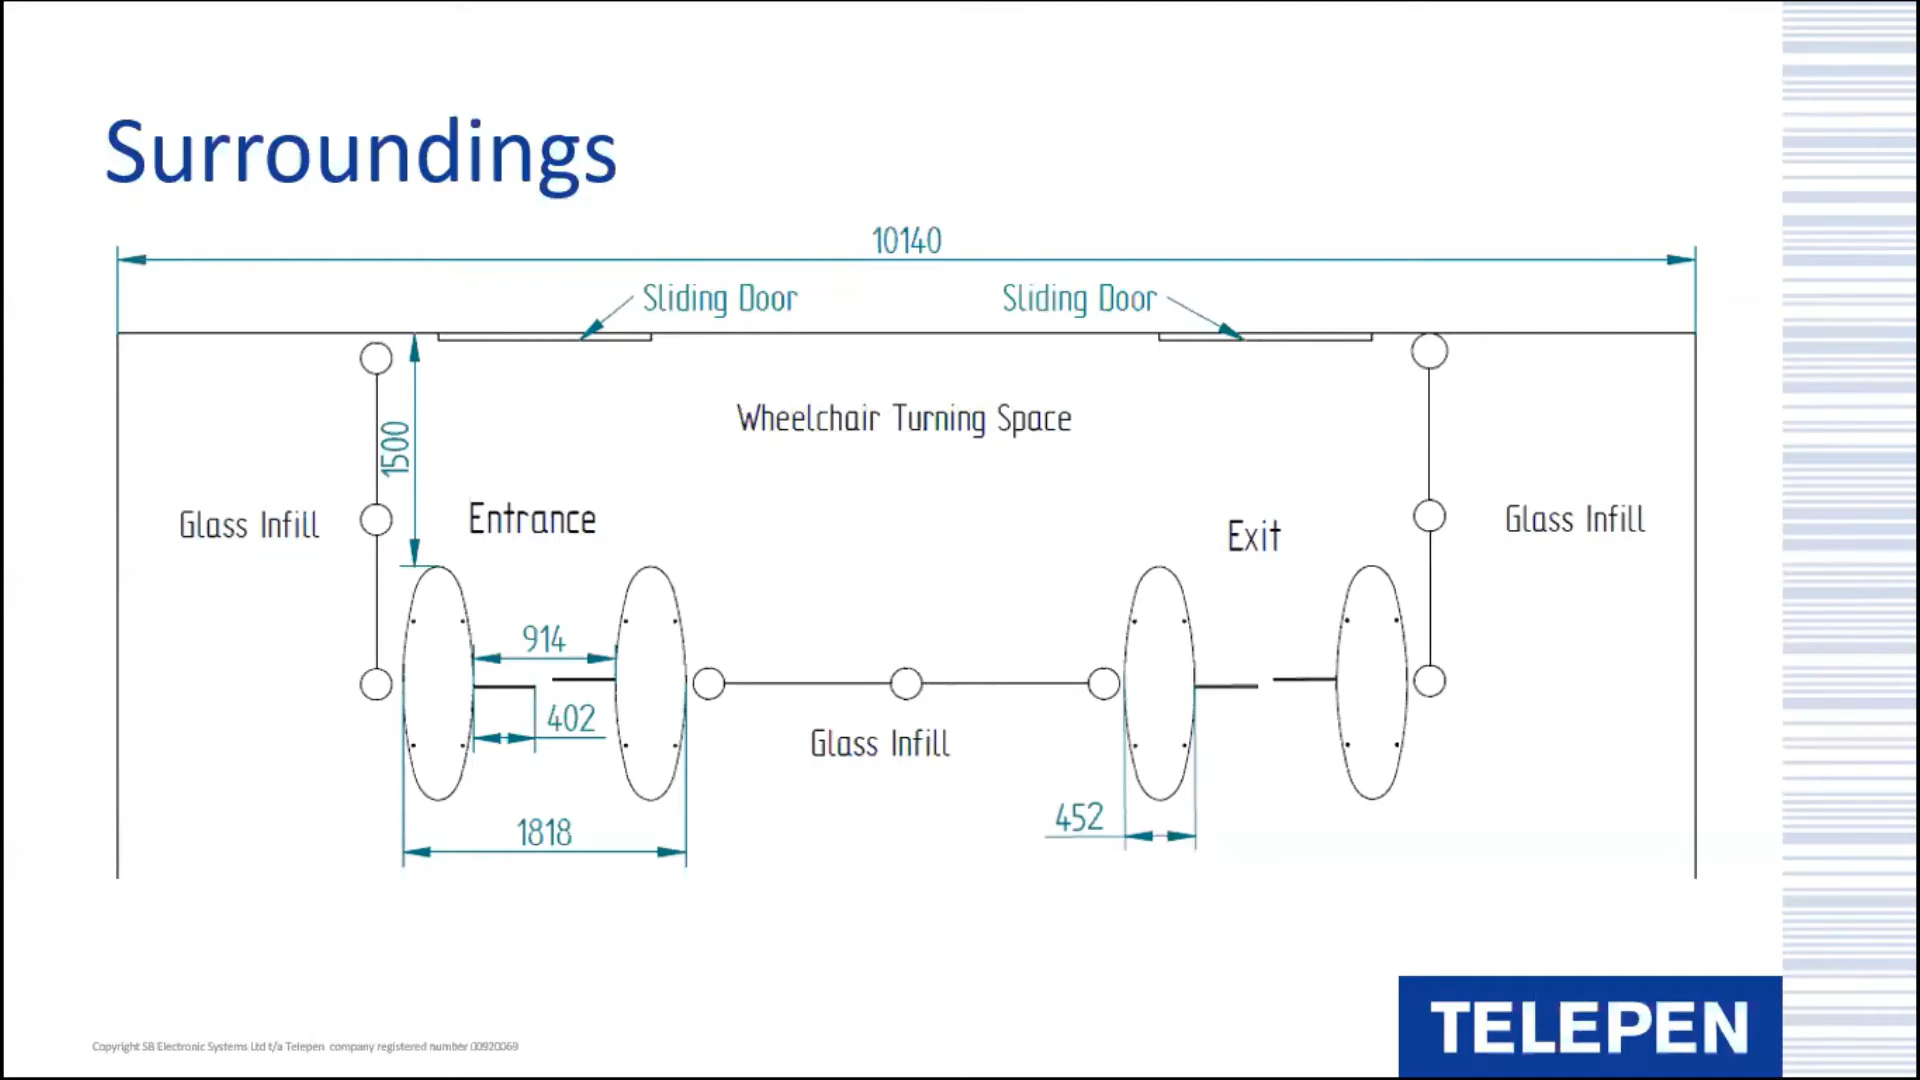 Surroundings
10140
Sliding Door
Sliding Door
Wheelchair Turning Space
1500
Glass Infill
Entrance
Exit
Glass Infill
914
402
Glass Infill
1818
452
TELEPEN
Copyright SB Electronic Systems Ltd t/a Telepen company registered number 00920069